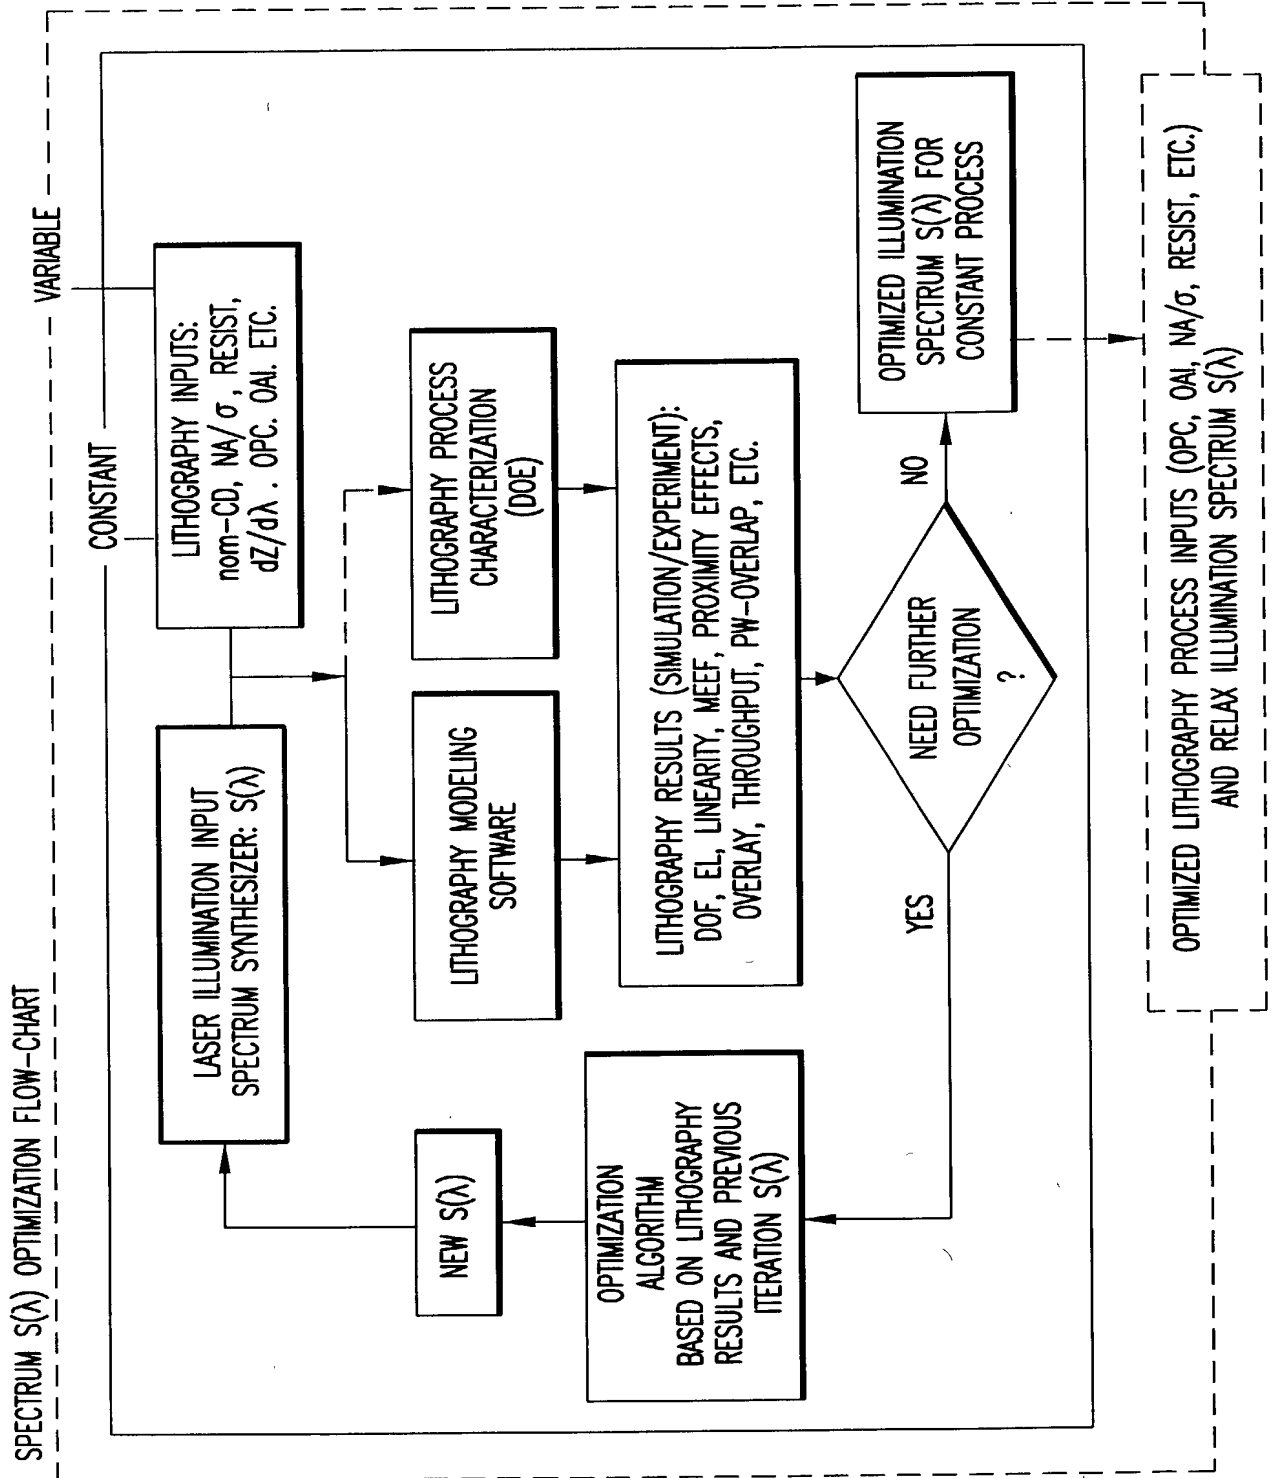 SPECTRUM S(λ) OPTIMIZATION FLOW-CHART
VARIABLE
CONSTANT
LASER ILLUMINATION INPUT
SPECTRUM SYNTHESIZER: S(λ)
LITHOGRAPHY INPUTS:
nom-CD, NA/σ, RESIST,
dZ/dλ . OPC. OAI. ETC.
NEW S(λ)
LITHOGRAPHY MODELING
SOFTWARE
LITHOGRAPHY PROCESS
CHARACTERIZATION
(DOE)
OPTIMIZATION
ALGORITHM
BASED ON LITHOGRAPHY
RESULTS AND PREVIOUS
ITERATION S(λ)
LITHOGRAPHY RESULTS (SIMULATION/EXPERIMENT):
DOF, EL, LINEARITY, MEEF, PROXIMITY EFFECTS,
OVERLAY, THROUGHPUT, PW-OVERLAP, ETC.
YES
NEED FURTHER
OPTIMIZATION
?
NO
OPTIMIZED ILLUMINATION
SPECTRUM S(λ) FOR
CONSTANT PROCESS
OPTIMIZED LITHOGRAPHY PROCESS INPUTS (OPC, OAI, NA/σ, RESIST, ETC.)
AND RELAX ILLUMINATION SPECTRUM S(λ)